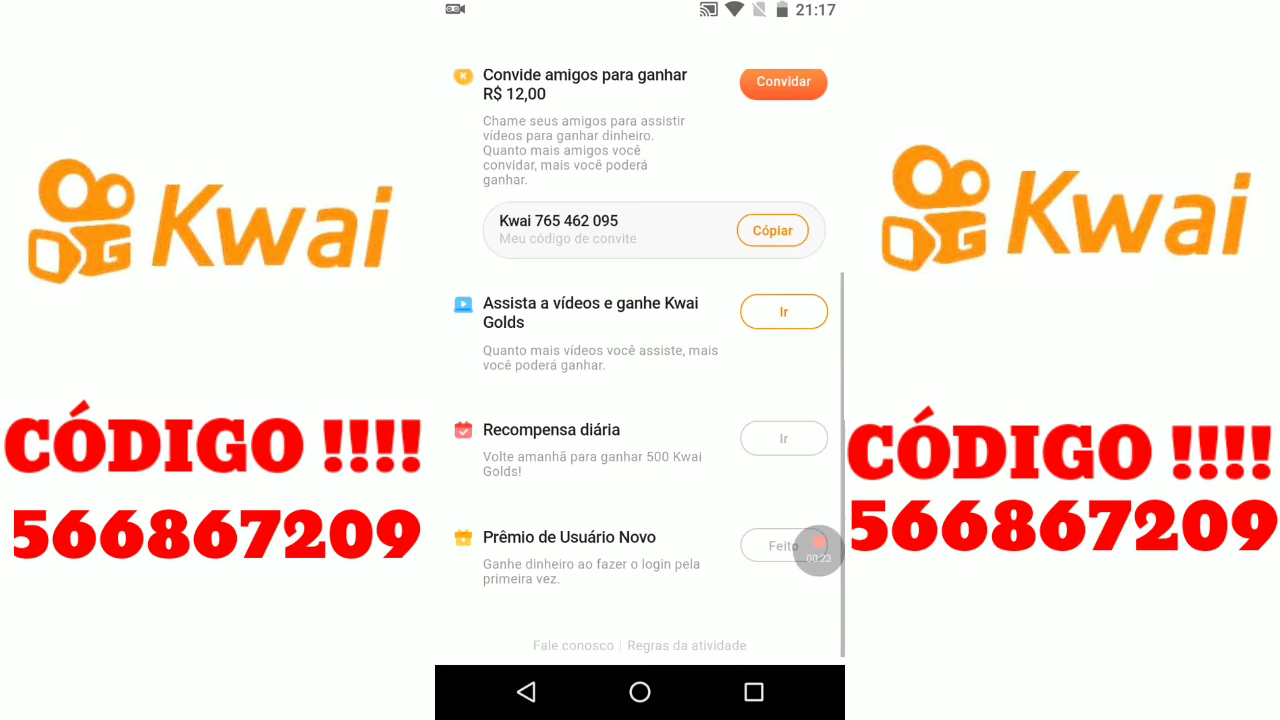 21:17
Convide amigos para ganhar
R$ 12,00
Convidar
Chame seus amigos para assistir
vídeos para ganhar dinheiro.
Quanto mais amigos você
convidar, mais você poderá
ganhar.
Kwai 765 462 095
Meu código de convite
Cópiar
Assista a vídeos e ganhe Kwai
Golds
Ir
Quanto mais vídeos você assiste, mais
você poderá ganhar.
Recompensa diária
Ir
Volte amanhã para ganhar 500 Kwai
Golds!
Prêmio de Usuário Novo
Feito
00:23
Ganhe dinheiro ao fazer o login pela
primeira vez.
Fale conosco | Regras da atividade
Kwai
CÓDIGO !!!!
566867209
Kwai
CÓDIGO !!!!
566867209